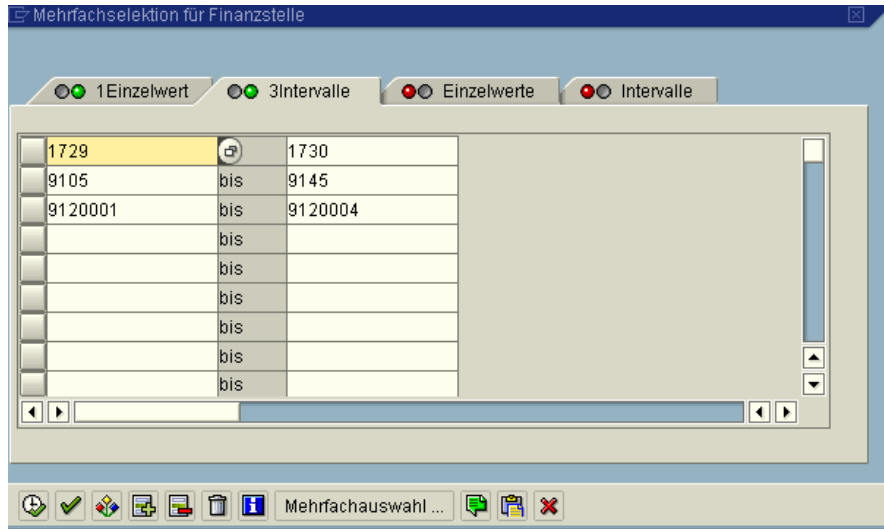 Mehrfachselektion für Finanzstelle
1Einzelwert 3Intervalle Einzelwerte Intervalle
1729 1730
9105 bis 9145
9120001 bis 9120004
bis
bis
bis
bis
bis
bis
Mehrfachauswahl ...